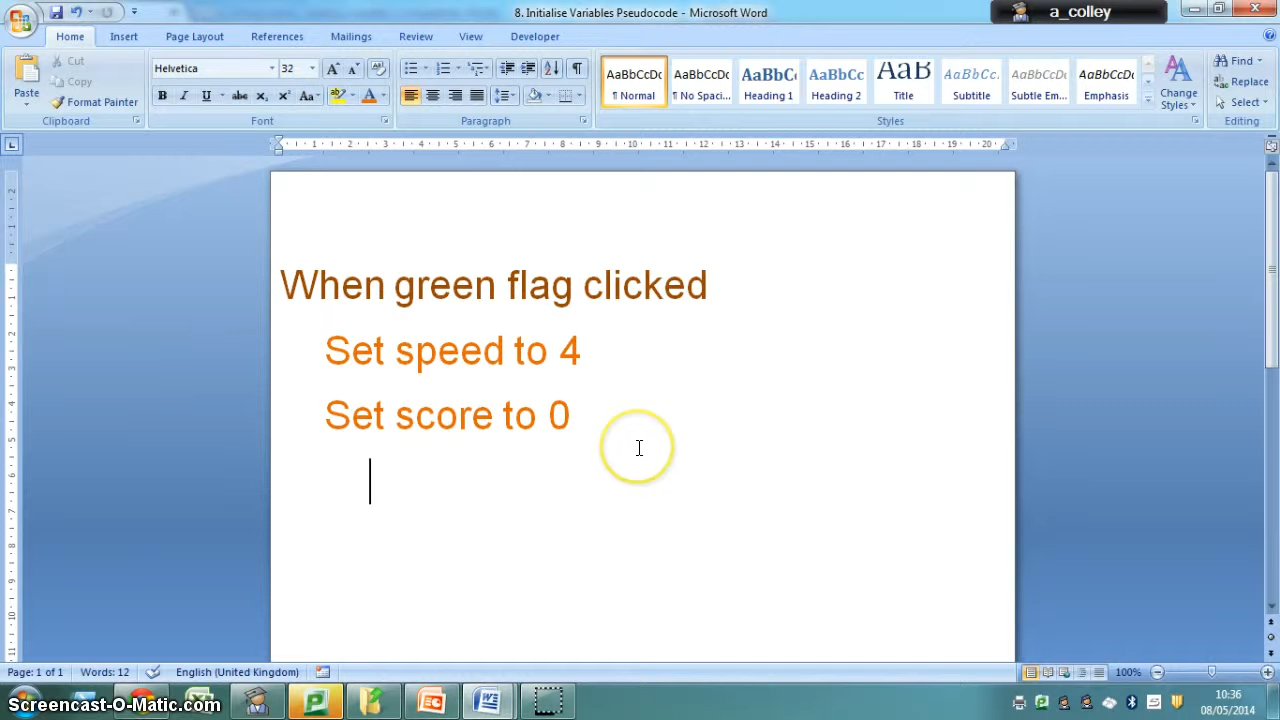 8. Initialise Variables Pseudocode - Microsoft Word
a_colley
Home Insert Page Layout References Mailings Review View Developer
Paste
Cut
Copy
Format Painter
Clipboard
Helvetica 32
Font
Paragraph
AaBbCcDc AaBbCcDc AaBbC AaBbCc AaBb AaBbCc. AaBbCcDc AaBbCcDc
¶ Normal ¶ No Spaci... Heading 1 Heading 2 Title Subtitle Subtle Em... Emphasis
Change Styles
Styles
Find
Replace
Select
Editing
When green flag clicked
Set speed to 4
Set score to 0
Page: 1 of 1 Words: 12 English (United Kingdom) 100%
Screencast-O-Matic.com
10:36
08/05/2014